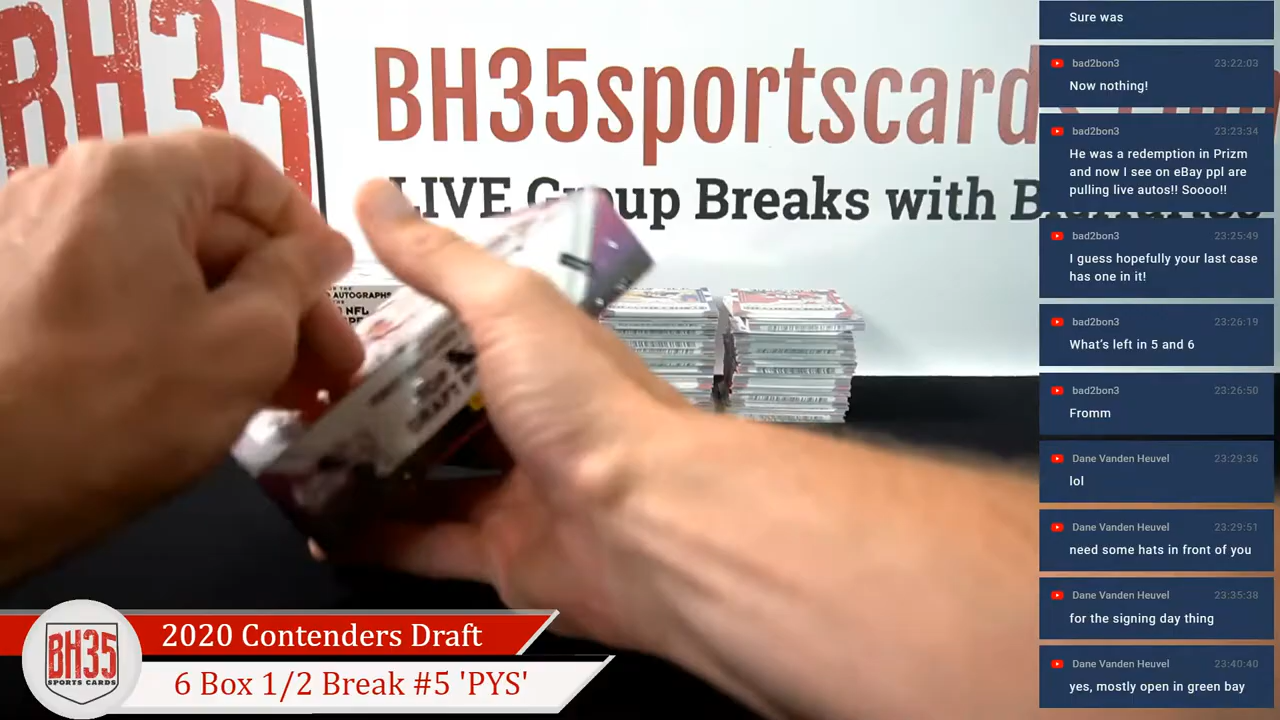 BH35
BH35sportscards
LIVE Group Breaks with
AUTOGRAPHS
NFL
DRAFT
2020 Contenders Draft
6 Box 1/2 Break #5 'PYS'
BH35
SPORTS CARDS
Sure was
bad2bon3 23:22:03
Now nothing!
bad2bon3 23:23:34
He was a redemption in Prizm
and now I see on eBay ppl are
pulling live autos!! Soooo!!
bad2bon3 23:25:49
I guess hopefully your last case
has one in it!
bad2bon3 23:26:19
What's left in 5 and 6
bad2bon3 23:26:50
Fromm
Dane Vanden Heuvel 23:29:36
lol
Dane Vanden Heuvel 23:29:51
need some hats in front of you
Dane Vanden Heuvel 23:35:38
for the signing day thing
Dane Vanden Heuvel 23:40:40
yes, mostly open in green bay